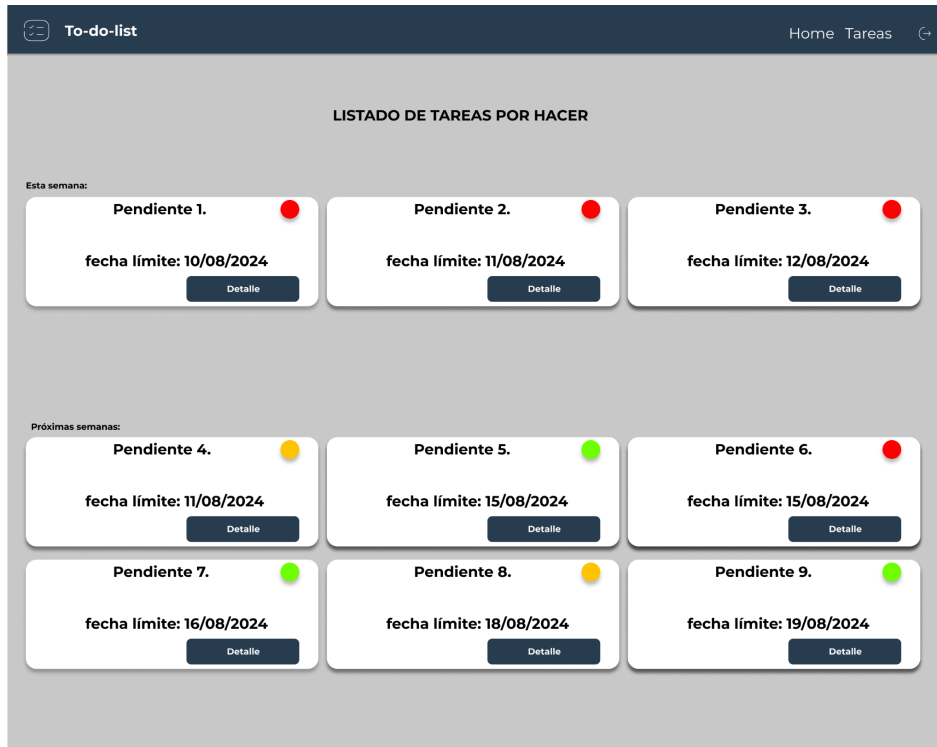 To-do-list
Home Tareas
LISTADO DE TAREAS POR HACER
Esta semana:
Pendiente 1.
fecha límite: 10/08/2024
Detalle
Pendiente 2.
fecha límite: 11/08/2024
Detalle
Pendiente 3.
fecha límite: 12/08/2024
Detalle
Próximas semanas:
Pendiente 4.
fecha límite: 11/08/2024
Detalle
Pendiente 5.
fecha límite: 15/08/2024
Detalle
Pendiente 6.
fecha límite: 15/08/2024
Detalle
Pendiente 7.
fecha límite: 16/08/2024
Detalle
Pendiente 8.
fecha límite: 18/08/2024
Detalle
Pendiente 9.
fecha límite: 19/08/2024
Detalle